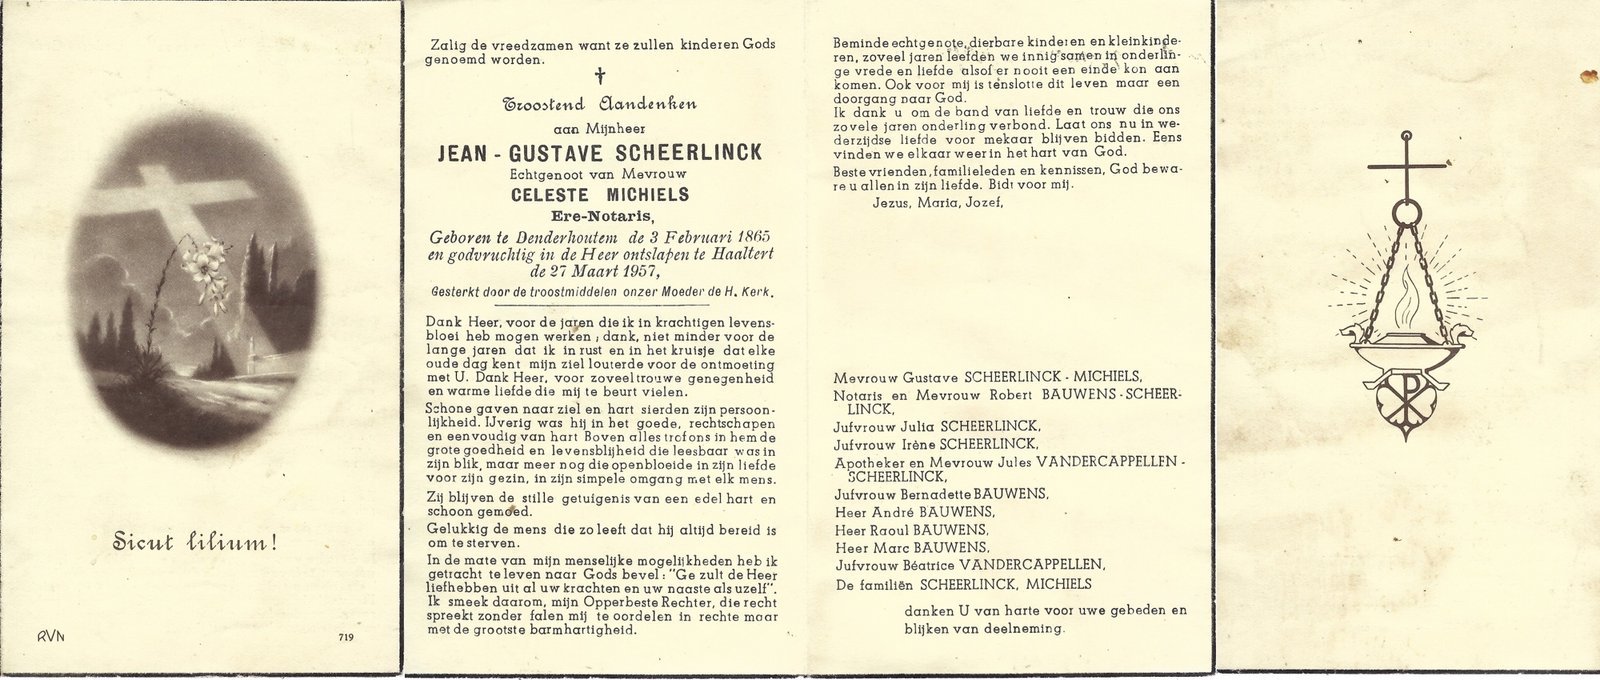 Sicut lilium!
RVN
719
Zalig de vreedzamen want ze zullen kinderen Gods
genoemd worden.
Troostend Aandenken
aan Mijnheer
JEAN - GUSTAVE SCHEERLINCK
Echtgenoot van Mevrouw
CELESTE MICHIELS
Ere-Notaris,
Geboren te Denderhoutem de 3 Februari 1865
en godvruchtig in de Heer ontslapen te Haaltert
de 27 Maart 1957,
Gesterkt door de troostmiddelen onzer Moeder de H. Kerk.
Dank Heer, voor de jaren die ik in krachtigen levens-
bloei heb mogen werken ; dank, niet minder voor de
lange jaren dat ik in rust en in het kruisje dat elke
oude dag kent mijn ziel louterde voor de ontmoeting
met U. Dank Heer, voor zoveel trouwe genegenheid
en warme liefde die mij te beurt vielen.
Schone gaven naar ziel en hart sierden zijn persoon-
lijkheid. IJverig was hij in het goede, rechtschapen
en eenvoudig van hart Boven alles trof ons in hem de
grote goedheid en levensblijheid die leesbaar was in
zijn blik, maar meer nog die openbloeide in zijn liefde
voor zijn gezin, in zijn simpele omgang met elk mens.
Zij blijven de stille getuigenis van een edel hart en
schoon gemoed.
Gelukkig de mens die zo leeft dat hij altijd bereid is
om te sterven.
In de mate van mijn menselijke mogelijkheden heb ik
getracht te leven naar Gods bevel : "Ge zult de Heer
liefhebben uit al uw krachten en uw naaste als uzelf".
Ik smeek daarom, mijn Opperbeste Rechter, die recht
spreekt zonder falen mij te oordelen in rechte maar
met de grootste barmhartigheid.
Beminde echtgenote, dierbare kinderen en kleinkinde-
ren, zoveel jaren leefden we innig samen in onderlin-
ge vrede en liefde alsof er nooit een einde kon aan
komen. Ook voor mij is tenslotte dit leven maar een
doorgang naar God.
Ik dank u om de band van liefde en trouw die ons
zovele jaren onderling verbond. Laat ons nu in we-
derzijdse liefde voor mekaar blijven bidden. Eens
vinden we elkaar weer in het hart van God.
Beste vrienden, familieleden en kennissen, God bewa-
re u allen in zijn liefde. Bidt voor mij.
Jezus, Maria, Jozef,
Mevrouw Gustave SCHEERLINCK - MICHIELS,
Notaris en Mevrouw Robert BAUWENS - SCHEER-
LINCK,
Jufvrouw Julia SCHEERLINCK,
Jufvrouw Irène SCHEERLINCK,
Apotheker en Mevrouw Jules VANDERCAPPELLEN -
SCHEERLINCK,
Jufvrouw Bernadette BAUWENS,
Heer André BAUWENS,
Heer Raoul BAUWENS,
Heer Marc BAUWENS,
Jufvrouw Béatrice VANDERCAPPELLEN,
De familiën SCHEERLINCK, MICHIELS
danken U van harte voor uwe gebeden en
blijken van deelneming.